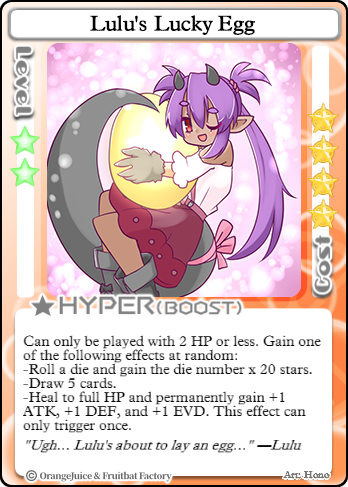 Lulu's Lucky Egg
Level
Cost
HYPER(BOOST)
Can only be played with 2 HP or less. Gain one
of the following effects at random:
-Roll a die and gain the die number x 20 stars.
-Draw 5 cards.
-Heal to full HP and permanently gain +1
ATK, +1 DEF, and +1 EVD. This effect can
only trigger once.
"Ugh... Lulu's about to lay an egg..." —Lulu
© OrangeJuice & Fruitbat Factory
Art: Hono